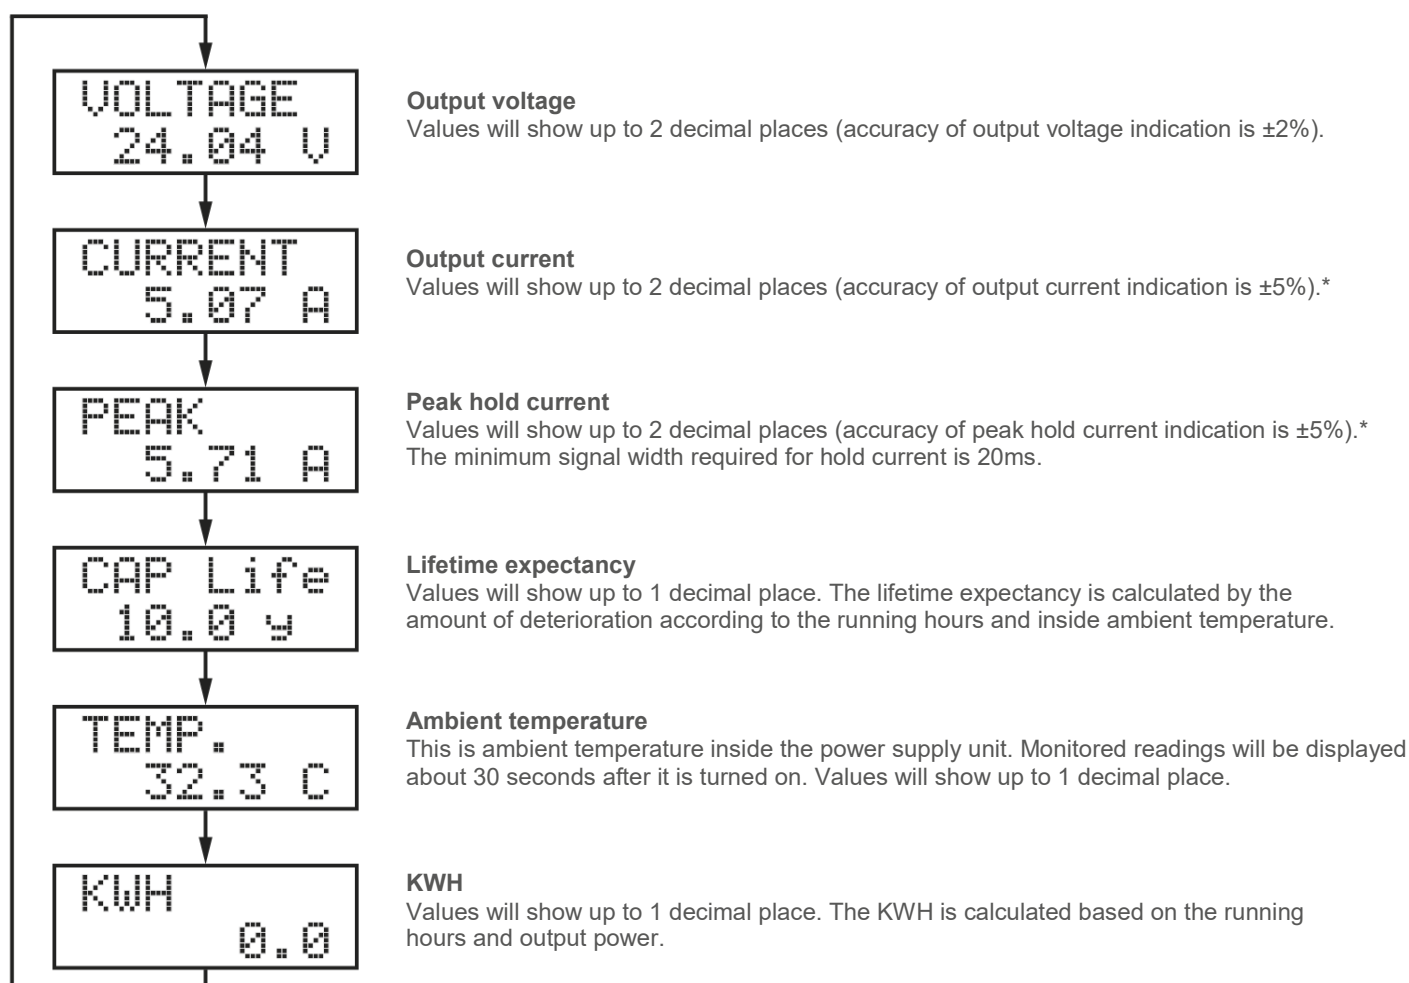 VOLTAGE
24.04 V
Output voltage
Values will show up to 2 decimal places (accuracy of output voltage indication is ±2%).
CURRENT
5.07 A
Output current
Values will show up to 2 decimal places (accuracy of output current indication is ±5%).*
PEAK
5.71 A
Peak hold current
Values will show up to 2 decimal places (accuracy of peak hold current indication is ±5%).*
The minimum signal width required for hold current is 20ms.
CAP Life
10.0 y
Lifetime expectancy
Values will show up to 1 decimal place. The lifetime expectancy is calculated by the
amount of deterioration according to the running hours and inside ambient temperature.
TEMP.
32.3 C
Ambient temperature
This is ambient temperature inside the power supply unit. Monitored readings will be displayed
about 30 seconds after it is turned on. Values will show up to 1 decimal place.
KWH
0.0
KWH
Values will show up to 1 decimal place. The KWH is calculated based on the running
hours and output power.